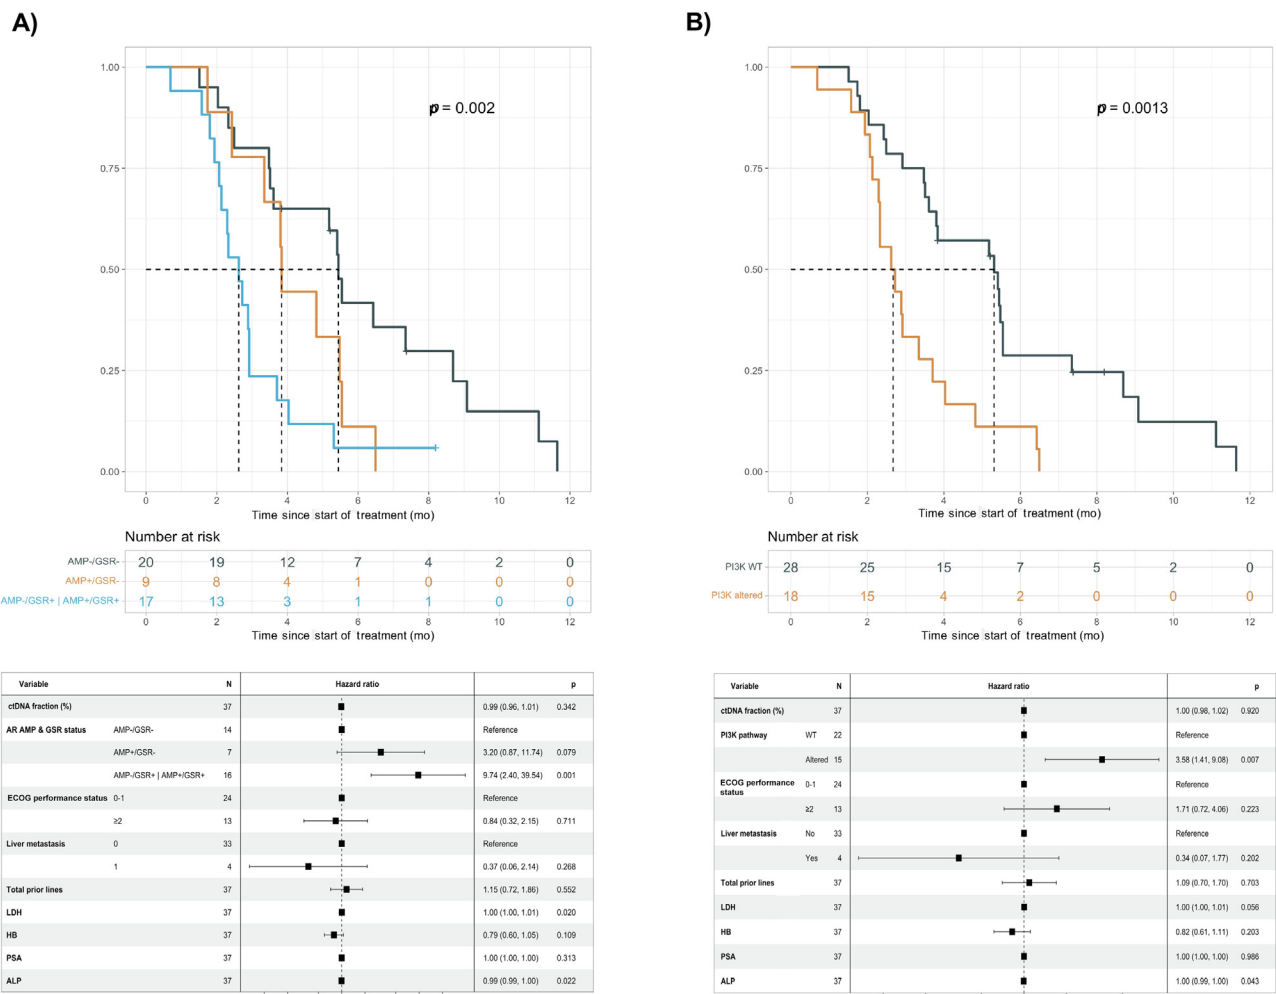 A)
1.00
0.75
0.50
0.25
0.00
p = 0.002
0 2 4 6 8 10 12
Time since start of treatment (mo)
Number at risk
AMP-/GSR- 20 19 12 7 4 2 0
AMP+/GSR- 9 8 4 1 0 0 0
AMP-/GSR+ | AMP+/GSR+ 17 13 3 1 1 0 0
0 2 4 6 8 10 12
Time since start of treatment (mo)
Variable N Hazard ratio p
ctDNA fraction (%) 37 0.99 (0.96, 1.01) 0.342
AR AMP & GSR status AMP-/GSR- 14 Reference
AMP+/GSR- 7 3.20 (0.87, 11.74) 0.079
AMP-/GSR+ | AMP+/GSR+ 16 9.74 (2.40, 39.54) 0.001
ECOG performance status 0-1 24 Reference
≥2 13 0.84 (0.32, 2.15) 0.711
Liver metastasis 0 33 Reference
1 4 0.37 (0.06, 2.14) 0.268
Total prior lines 37 1.15 (0.72, 1.86) 0.552
LDH 37 1.00 (1.00, 1.01) 0.020
HB 37 0.79 (0.60, 1.05) 0.109
PSA 37 1.00 (1.00, 1.00) 0.313
ALP 37 0.99 (0.99, 1.00) 0.022
B)
1.00
0.75
0.50
0.25
0.00
p = 0.0013
0 2 4 6 8 10 12
Time since start of treatment (mo)
Number at risk
PI3K WT 28 25 15 7 5 2 0
PI3K altered 18 15 4 2 0 0 0
0 2 4 6 8 10 12
Time since start of treatment (mo)
Variable N Hazard ratio p
ctDNA fraction (%) 37 1.00 (0.98, 1.02) 0.920
PI3K pathway WT 22 Reference
Altered 15 3.58 (1.41, 9.08) 0.007
ECOG performance 0-1 24 Reference
status
≥2 13 1.71 (0.72, 4.06) 0.223
Liver metastasis No 33 Reference
Yes 4 0.34 (0.07, 1.77) 0.202
Total prior lines 37 1.09 (0.70, 1.70) 0.703
LDH 37 1.00 (1.00, 1.01) 0.056
HB 37 0.82 (0.61, 1.11) 0.203
PSA 37 1.00 (1.00, 1.00) 0.986
ALP 37 1.00 (0.99, 1.00) 0.043